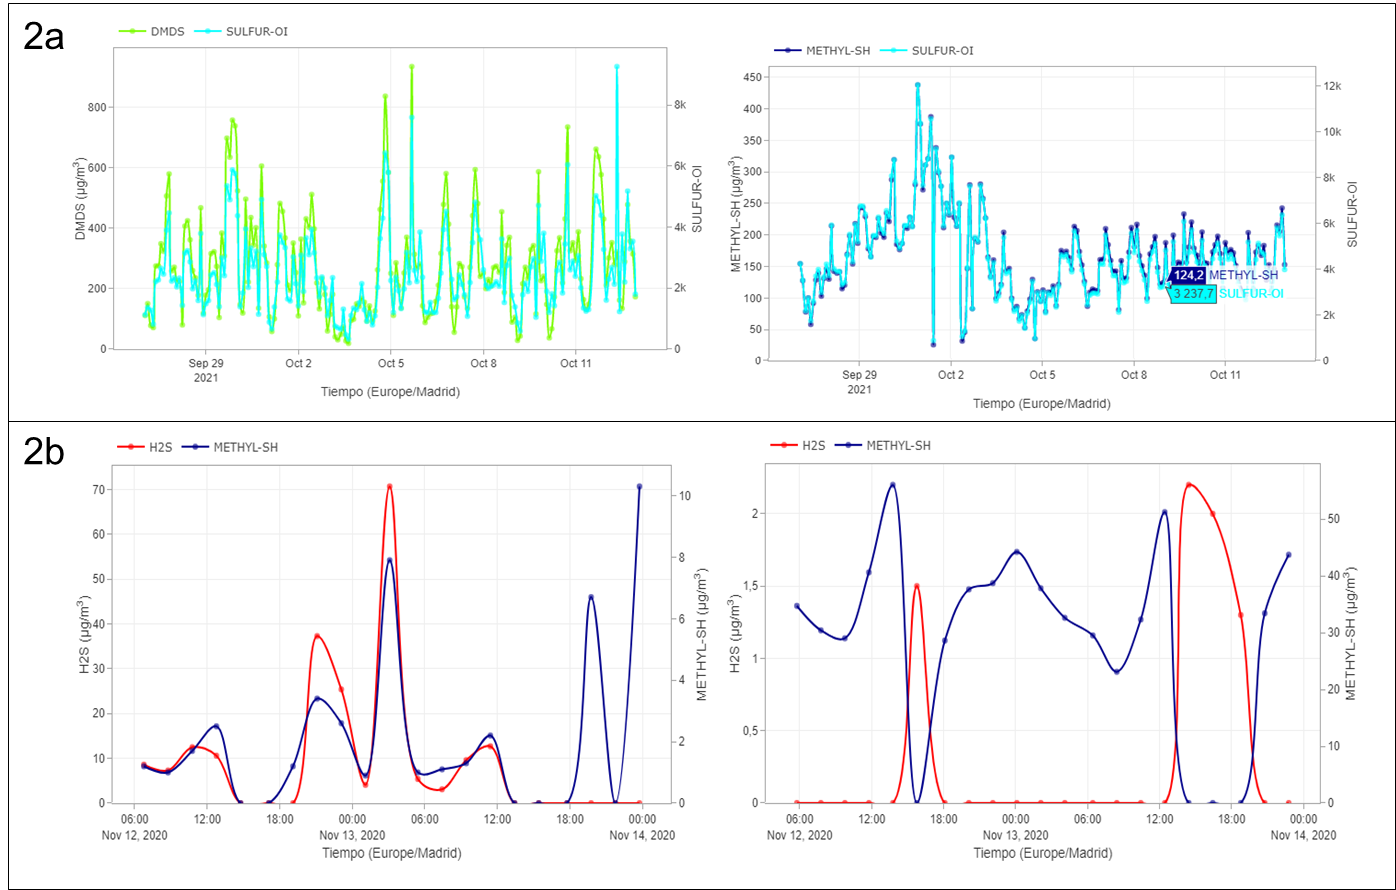 2a
DMDS SULFUR-OI
DMDS (µg/m³)
800
600
400
200
0
8k
6k
4k
2k
0
SULFUR-OI
Sep 29
2021
Oct 2
Oct 5
Oct 8
Oct 11
Tiempo (Europe/Madrid)
METHYL-SH SULFUR-OI
METHYL-SH (µg/m³)
450
400
350
300
250
200
150
100
50
0
12k
10k
8k
6k
4k
2k
0
SULFUR-OI
124,2 METHYL-SH
3 237,7 SULFUR-OI
Sep 29
2021
Oct 2
Oct 5
Oct 8
Oct 11
Tiempo (Europe/Madrid)
2b
H2S METHYL-SH
H2S (µg/m³)
70
60
50
40
30
20
10
0
10
8
6
4
2
0
METHYL-SH (µg/m³)
06:00 12:00 18:00 00:00 06:00 12:00 18:00 00:00
Nov 12, 2020 Nov 13, 2020 Nov 14, 2020
Tiempo (Europe/Madrid)
H2S METHYL-SH
H2S (µg/m³)
2
1,5
1
0,5
0
50
40
30
20
10
0
METHYL-SH (µg/m³)
06:00 12:00 18:00 00:00 06:00 12:00 18:00 00:00
Nov 12, 2020 Nov 13, 2020 Nov 14, 2020
Tiempo (Europe/Madrid)